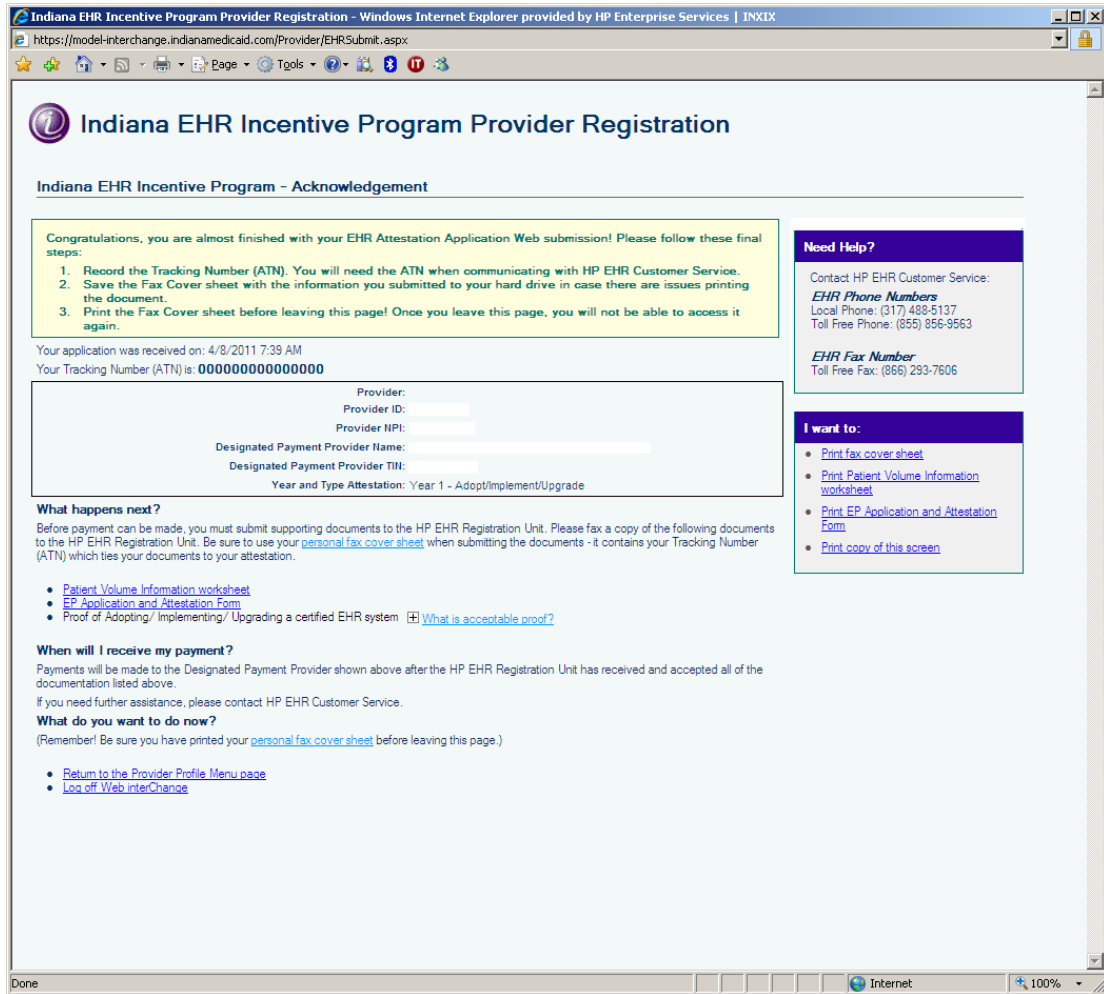 Indiana EHR Incentive Program Provider Registration - Windows Internet Explorer provided by HP Enterprise Services | INXIX
https://model-interchange.indianamedicaid.com/Provider/EHRSubmit.aspx
Page Tools
Indiana EHR Incentive Program Provider Registration
Indiana EHR Incentive Program - Acknowledgement
Congratulations, you are almost finished with your EHR Attestation Application Web submission! Please follow these final
steps:
1. Record the Tracking Number (ATN). You will need the ATN when communicating with HP EHR Customer Service.
2. Save the Fax Cover sheet with the information you submitted to your hard drive in case there are issues printing
the document.
3. Print the Fax Cover sheet before leaving this page! Once you leave this page, you will not be able to access it
again.
Your application was received on: 4/8/2011 7:39 AM
Your Tracking Number (ATN) is: 000000000000000
Provider:
Provider ID:
Provider NPI:
Designated Payment Provider Name:
Designated Payment Provider TIN:
Year and Type Attestation: Year 1 - Adopt/Implement/Upgrade
What happens next?
Before payment can be made, you must submit supporting documents to the HP EHR Registration Unit. Please fax a copy of the following documents
to the HP EHR Registration Unit. Be sure to use your personal fax cover sheet when submitting the documents - it contains your Tracking Number
(ATN) which ties your documents to your attestation.
• Patient Volume Information worksheet
• EP Application and Attestation Form
• Proof of Adopting/ Implementing/ Upgrading a certified EHR system What is acceptable proof?
When will I receive my payment?
Payments will be made to the Designated Payment Provider shown above after the HP EHR Registration Unit has received and accepted all of the
documentation listed above.
If you need further assistance, please contact HP EHR Customer Service.
What do you want to do now?
(Remember! Be sure you have printed your personal fax cover sheet before leaving this page.)
• Return to the Provider Profile Menu page
• Log off Web interChange
Need Help?
Contact HP EHR Customer Service:
EHR Phone Numbers
Local Phone: (317) 488-5137
Toll Free Phone: (855) 856-9563
EHR Fax Number
Toll Free Fax: (866) 293-7606
I want to:
• Print fax cover sheet
• Print Patient Volume Information
worksheet
• Print EP Application and Attestation
Form
• Print copy of this screen
Done
Internet
100%